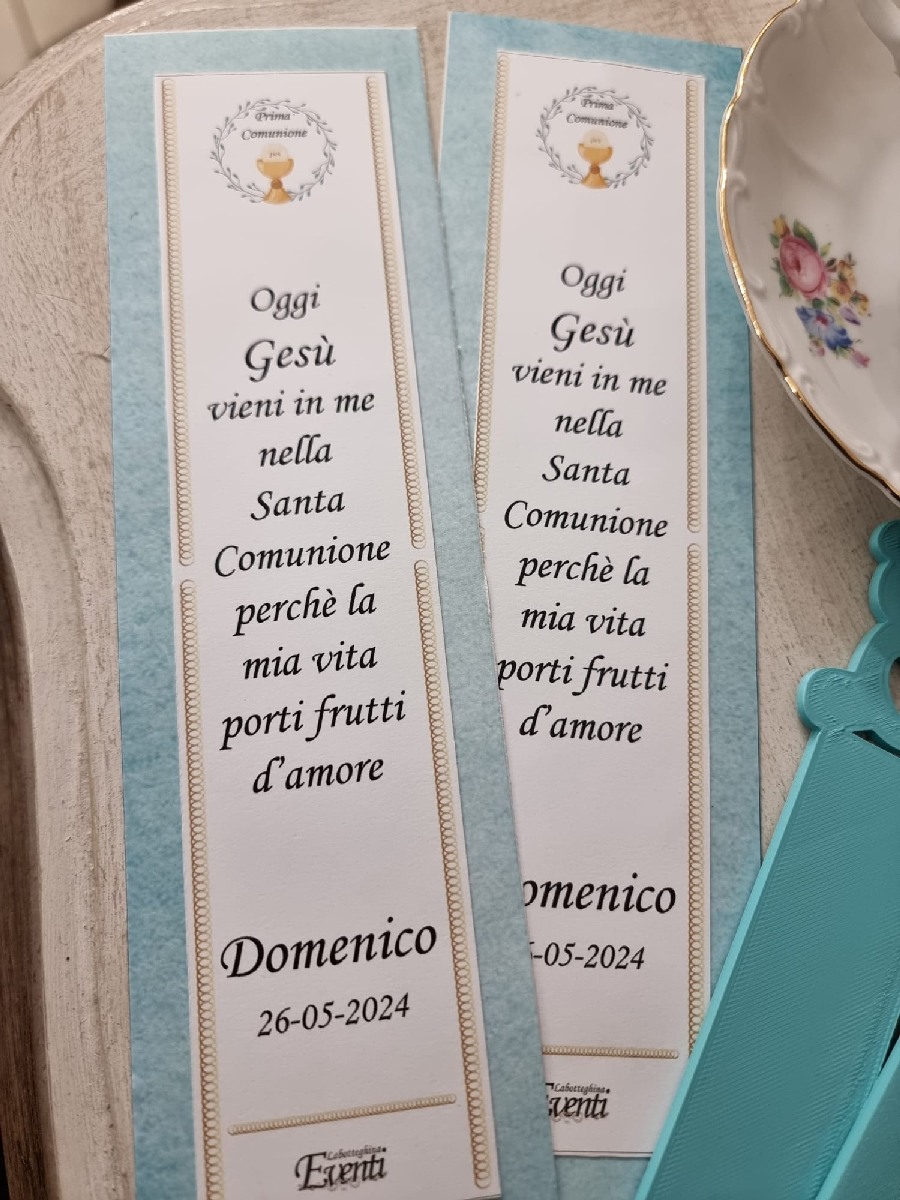 Prima
Comunione
Oggi
Gesù
vieni in me
nella
Santa
Comunione
perchè la
mia vita
porti frutti
d'amore
Domenico
26-05-2024
Labotteghina
Eventi
Prima
Comunione
Oggi
Gesù
vieni in me
nella
Santa
Comunione
perchè la
mia vita
porti frutti
d'amore
omenico
-05-2024
Labotteghina
Eventi